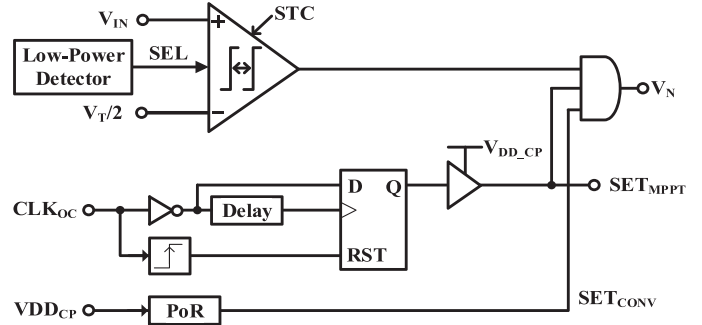 STC
V_IN
Low-Power
Detector
SEL
V_T/2
+
−
V_N
V_DD_CP
D Q
CLK_OC
Delay
SET_MPPT
RST
SET_CONV
VDD_CP
PoR